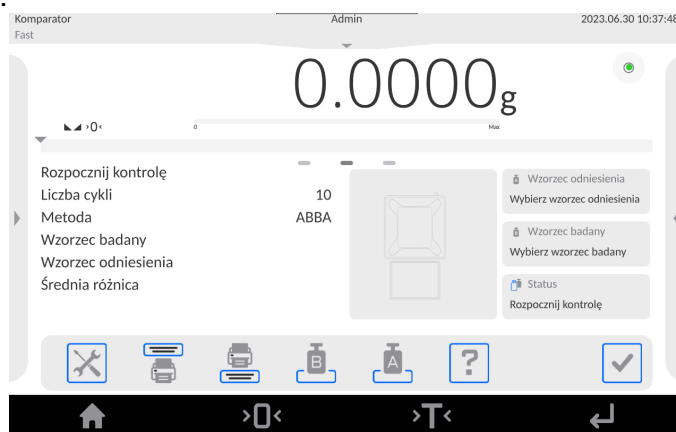 Komparator
Admin
2023.06.30 10:37:48
Fast
0.0000g
>0<
0
Max
Rozpocznij kontrolę
Liczba cykli 10
Metoda ABBA
Wzorzec badany
Wzorzec odniesienia
Średnia różnica
Wzorzec odniesienia
Wybierz wzorzec odniesienia
Wzorzec badany
Wybierz wzorzec badany
Status
Rozpocznij kontrolę
B
A
?
>0<
>T<